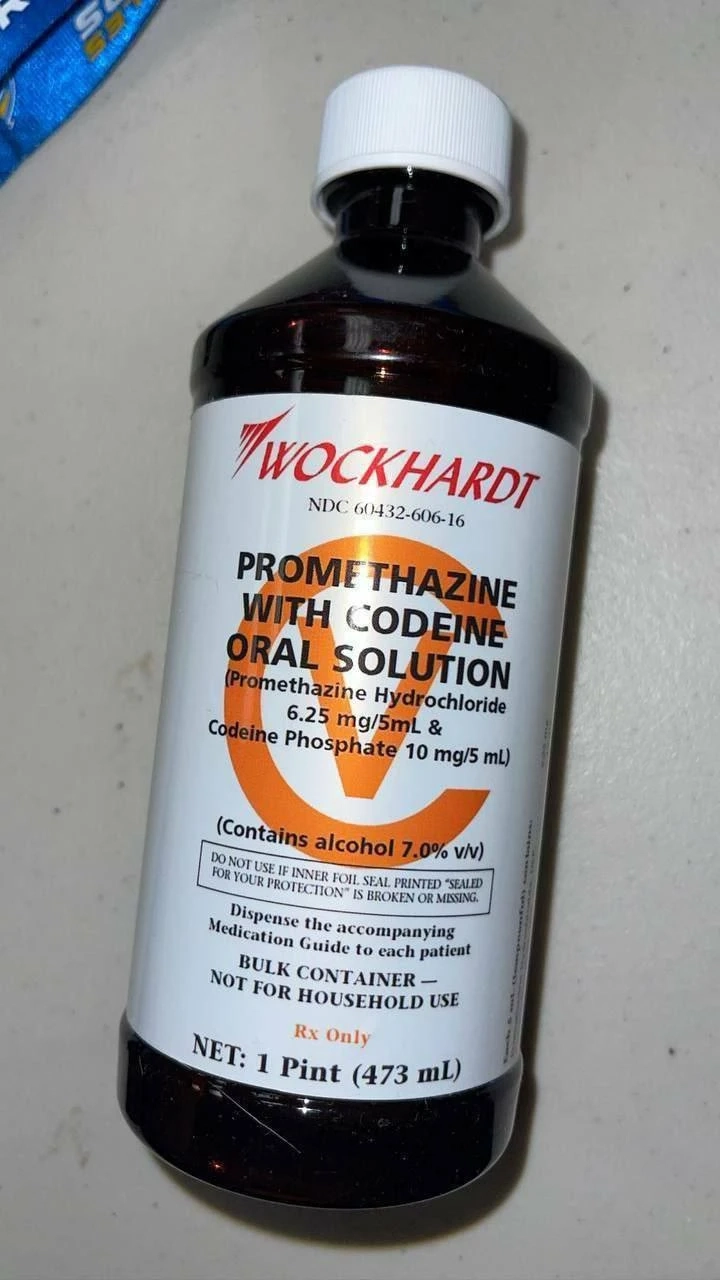 WOCKHARDT
NDC 60432-606-16
PROMETHAZINE
WITH CODEINE
ORAL SOLUTION
(Promethazine Hydrochloride
6.25 mg/5mL &
Codeine Phosphate 10 mg/5 mL)
CV
(Contains alcohol 7.0% v/v)
DO NOT USE IF INNER FOIL SEAL PRINTED "SEALED
FOR YOUR PROTECTION" IS BROKEN OR MISSING.
Dispense the accompanying
Medication Guide to each patient
BULK CONTAINER —
NOT FOR HOUSEHOLD USE
Rx Only
NET: 1 Pint (473 mL)